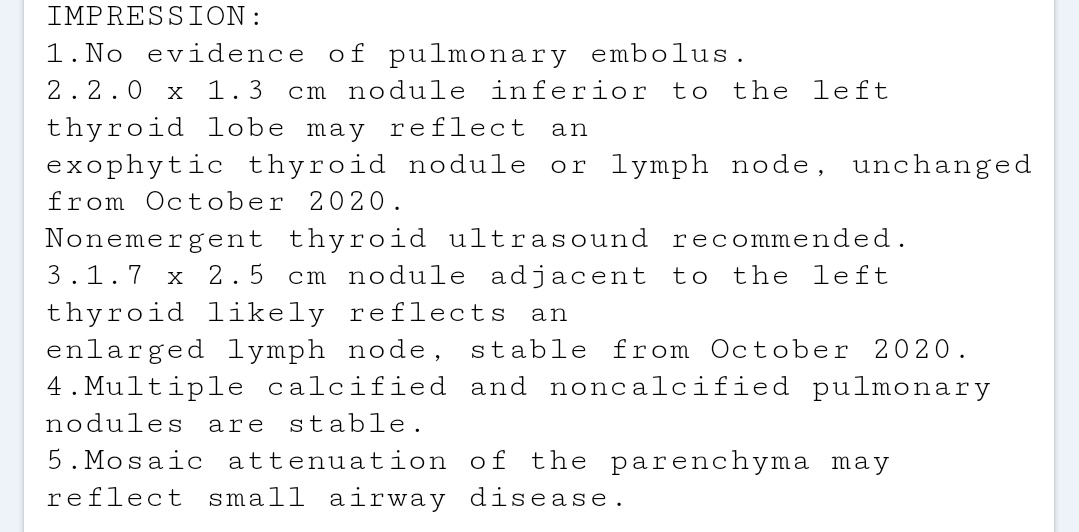 IMPRESSION:
1.No evidence of pulmonary embolus.
2.2.0 x 1.3 cm nodule inferior to the left
thyroid lobe may reflect an
exophytic thyroid nodule or lymph node, unchanged
from October 2020.
Nonemergent thyroid ultrasound recommended.
3.1.7 x 2.5 cm nodule adjacent to the left
thyroid likely reflects an
enlarged lymph node, stable from October 2020.
4.Multiple calcified and noncalcified pulmonary
nodules are stable.
5.Mosaic attenuation of the parenchyma may
reflect small airway disease.